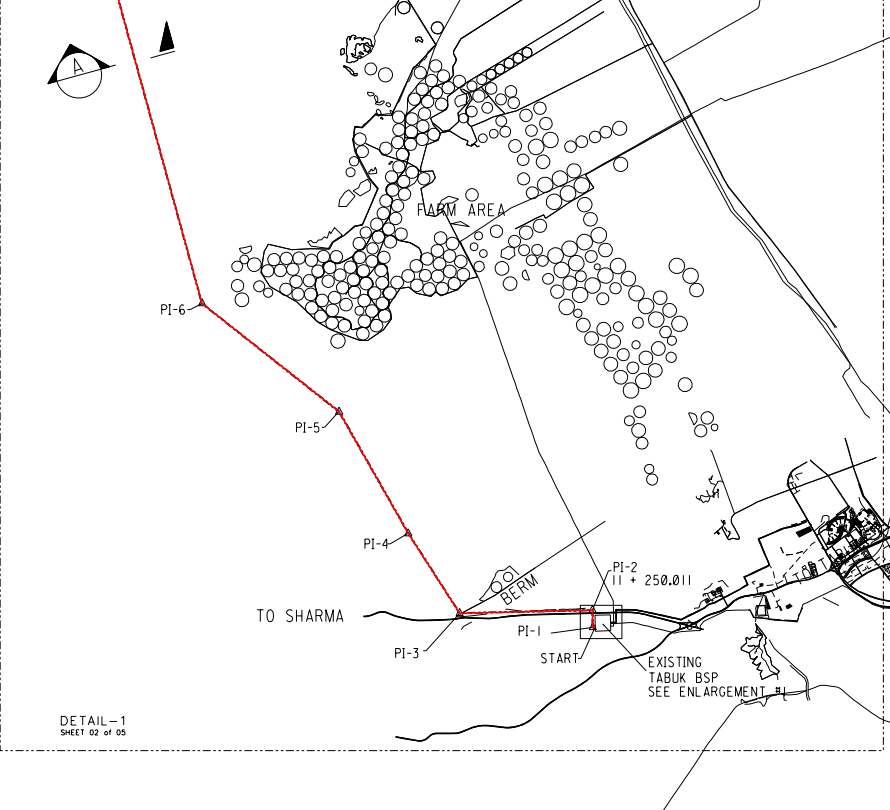 A
FARM AREA
PI-6
PI-5
PI-4
PI-2
11 + 250.011
BERM
TO SHARMA
PI-1
PI-3
START
EXISTING
TABUK BSP
SEE ENLARGEMENT #1
DETAIL-1
SHEET 02 of 05